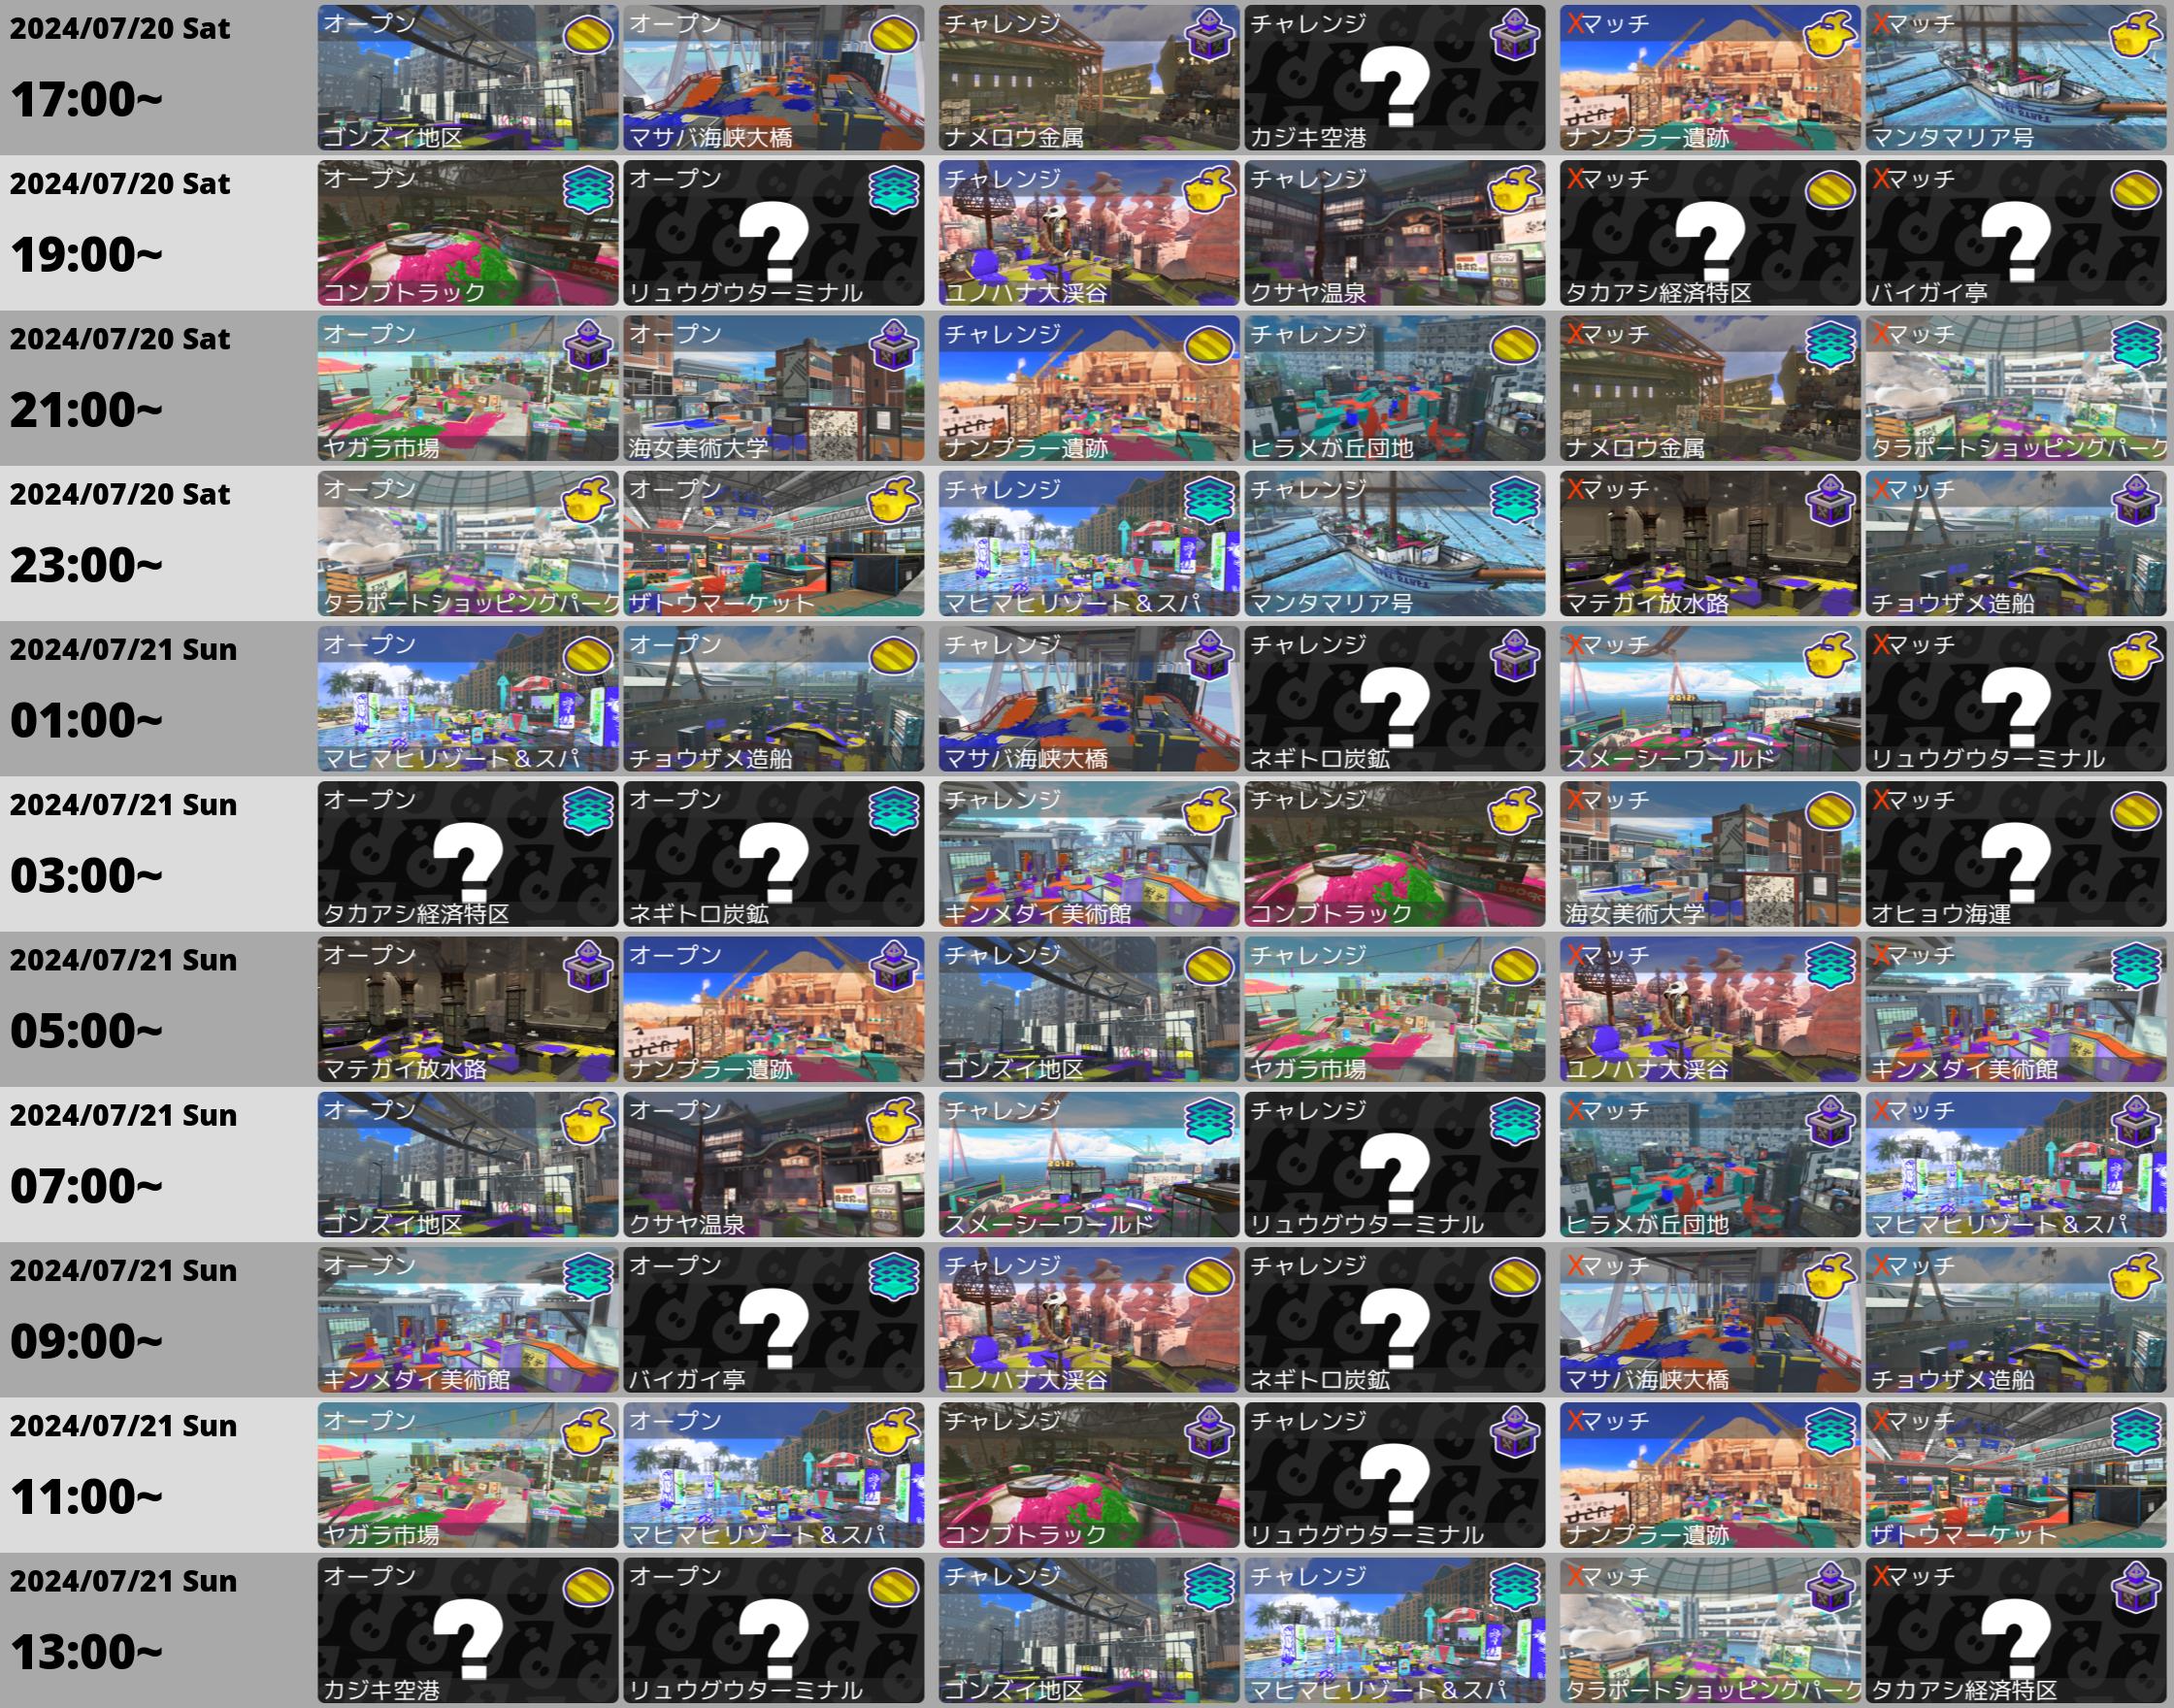 2024/07/20 Sat
17:00~
オープン
オープン
チャレンジ
チャレンジ
Xマッチ
Xマッチ
ゴンズイ地区
マサバ海峡大橋
ナメロウ金属
カジキ空港
ナンプラー遺跡
マンタマリア号
2024/07/20 Sat
19:00~
オープン
オープン
チャレンジ
チャレンジ
Xマッチ
Xマッチ
コンブトラック
リュウグウターミナル
ユノハナ大渓谷
クサヤ温泉
タカアシ経済特区
バイガイ亭
2024/07/20 Sat
21:00~
オープン
オープン
チャレンジ
チャレンジ
Xマッチ
Xマッチ
ヤガラ市場
海女美術大学
ナンプラー遺跡
ヒラメが丘団地
ナメロウ金属
タラポートショッピングパーク
2024/07/20 Sat
23:00~
オープン
オープン
チャレンジ
チャレンジ
Xマッチ
Xマッチ
タラポートショッピングパーク
ザトウマーケット
マヒマヒリゾート＆スパ
マンタマリア号
マテガイ放水路
チョウザメ造船
2024/07/21 Sun
01:00~
オープン
オープン
チャレンジ
チャレンジ
Xマッチ
Xマッチ
マヒマヒリゾート＆スパ
チョウザメ造船
マサバ海峡大橋
ネギトロ炭鉱
スメーシーワールド
リュウグウターミナル
2024/07/21 Sun
03:00~
オープン
オープン
チャレンジ
チャレンジ
Xマッチ
Xマッチ
タカアシ経済特区
ネギトロ炭鉱
キンメダイ美術館
コンブトラック
海女美術大学
オヒョウ海運
2024/07/21 Sun
05:00~
オープン
オープン
チャレンジ
チャレンジ
Xマッチ
Xマッチ
マテガイ放水路
ナンプラー遺跡
ゴンズイ地区
ヤガラ市場
ユノハナ大渓谷
キンメダイ美術館
2024/07/21 Sun
07:00~
オープン
オープン
チャレンジ
チャレンジ
Xマッチ
Xマッチ
ゴンズイ地区
クサヤ温泉
スメーシーワールド
リュウグウターミナル
ヒラメが丘団地
マヒマヒリゾート＆スパ
2024/07/21 Sun
09:00~
オープン
オープン
チャレンジ
チャレンジ
Xマッチ
Xマッチ
キンメダイ美術館
バイガイ亭
ユノハナ大渓谷
ネギトロ炭鉱
マサバ海峡大橋
チョウザメ造船
2024/07/21 Sun
11:00~
オープン
オープン
チャレンジ
チャレンジ
Xマッチ
Xマッチ
ヤガラ市場
マヒマヒリゾート＆スパ
コンブトラック
リュウグウターミナル
ナンプラー遺跡
ザトウマーケット
2024/07/21 Sun
13:00~
オープン
オープン
チャレンジ
チャレンジ
Xマッチ
Xマッチ
カジキ空港
リュウグウターミナル
ゴンズイ地区
マヒマヒリゾート＆スパ
タラポートショッピングパーク
タカアシ経済特区